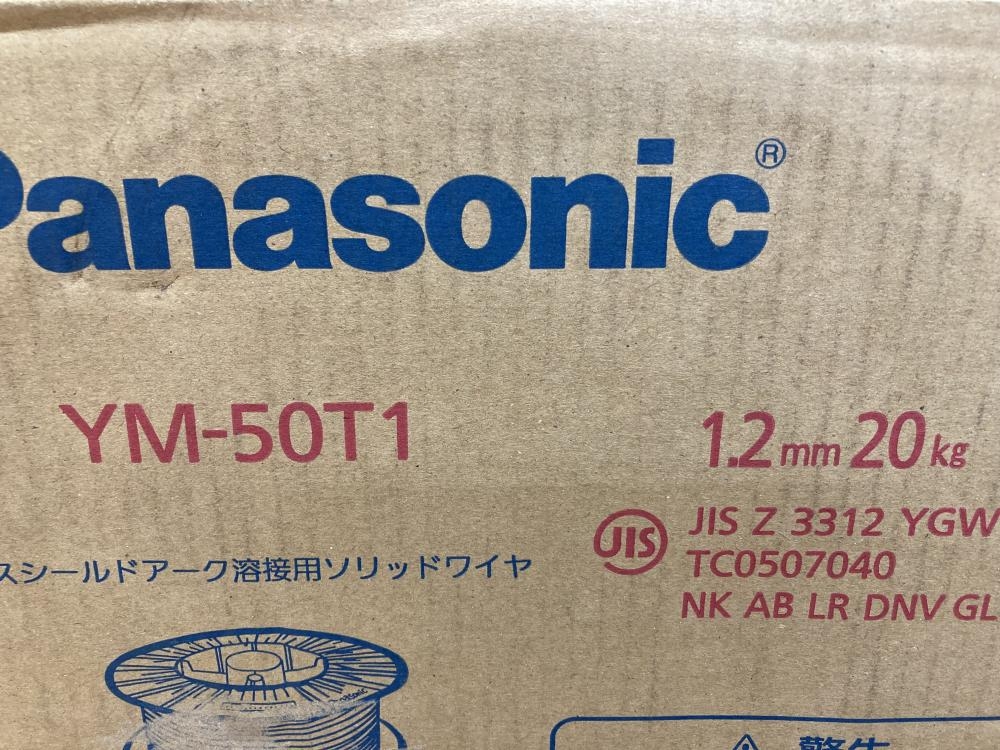 Panasonic®
YM-50T1
1.2mm 20kg
JIS
JIS Z 3312 YGW
TC0507040
NK AB LR DNV GL
スシールドアーク溶接用ソリッドワイヤ